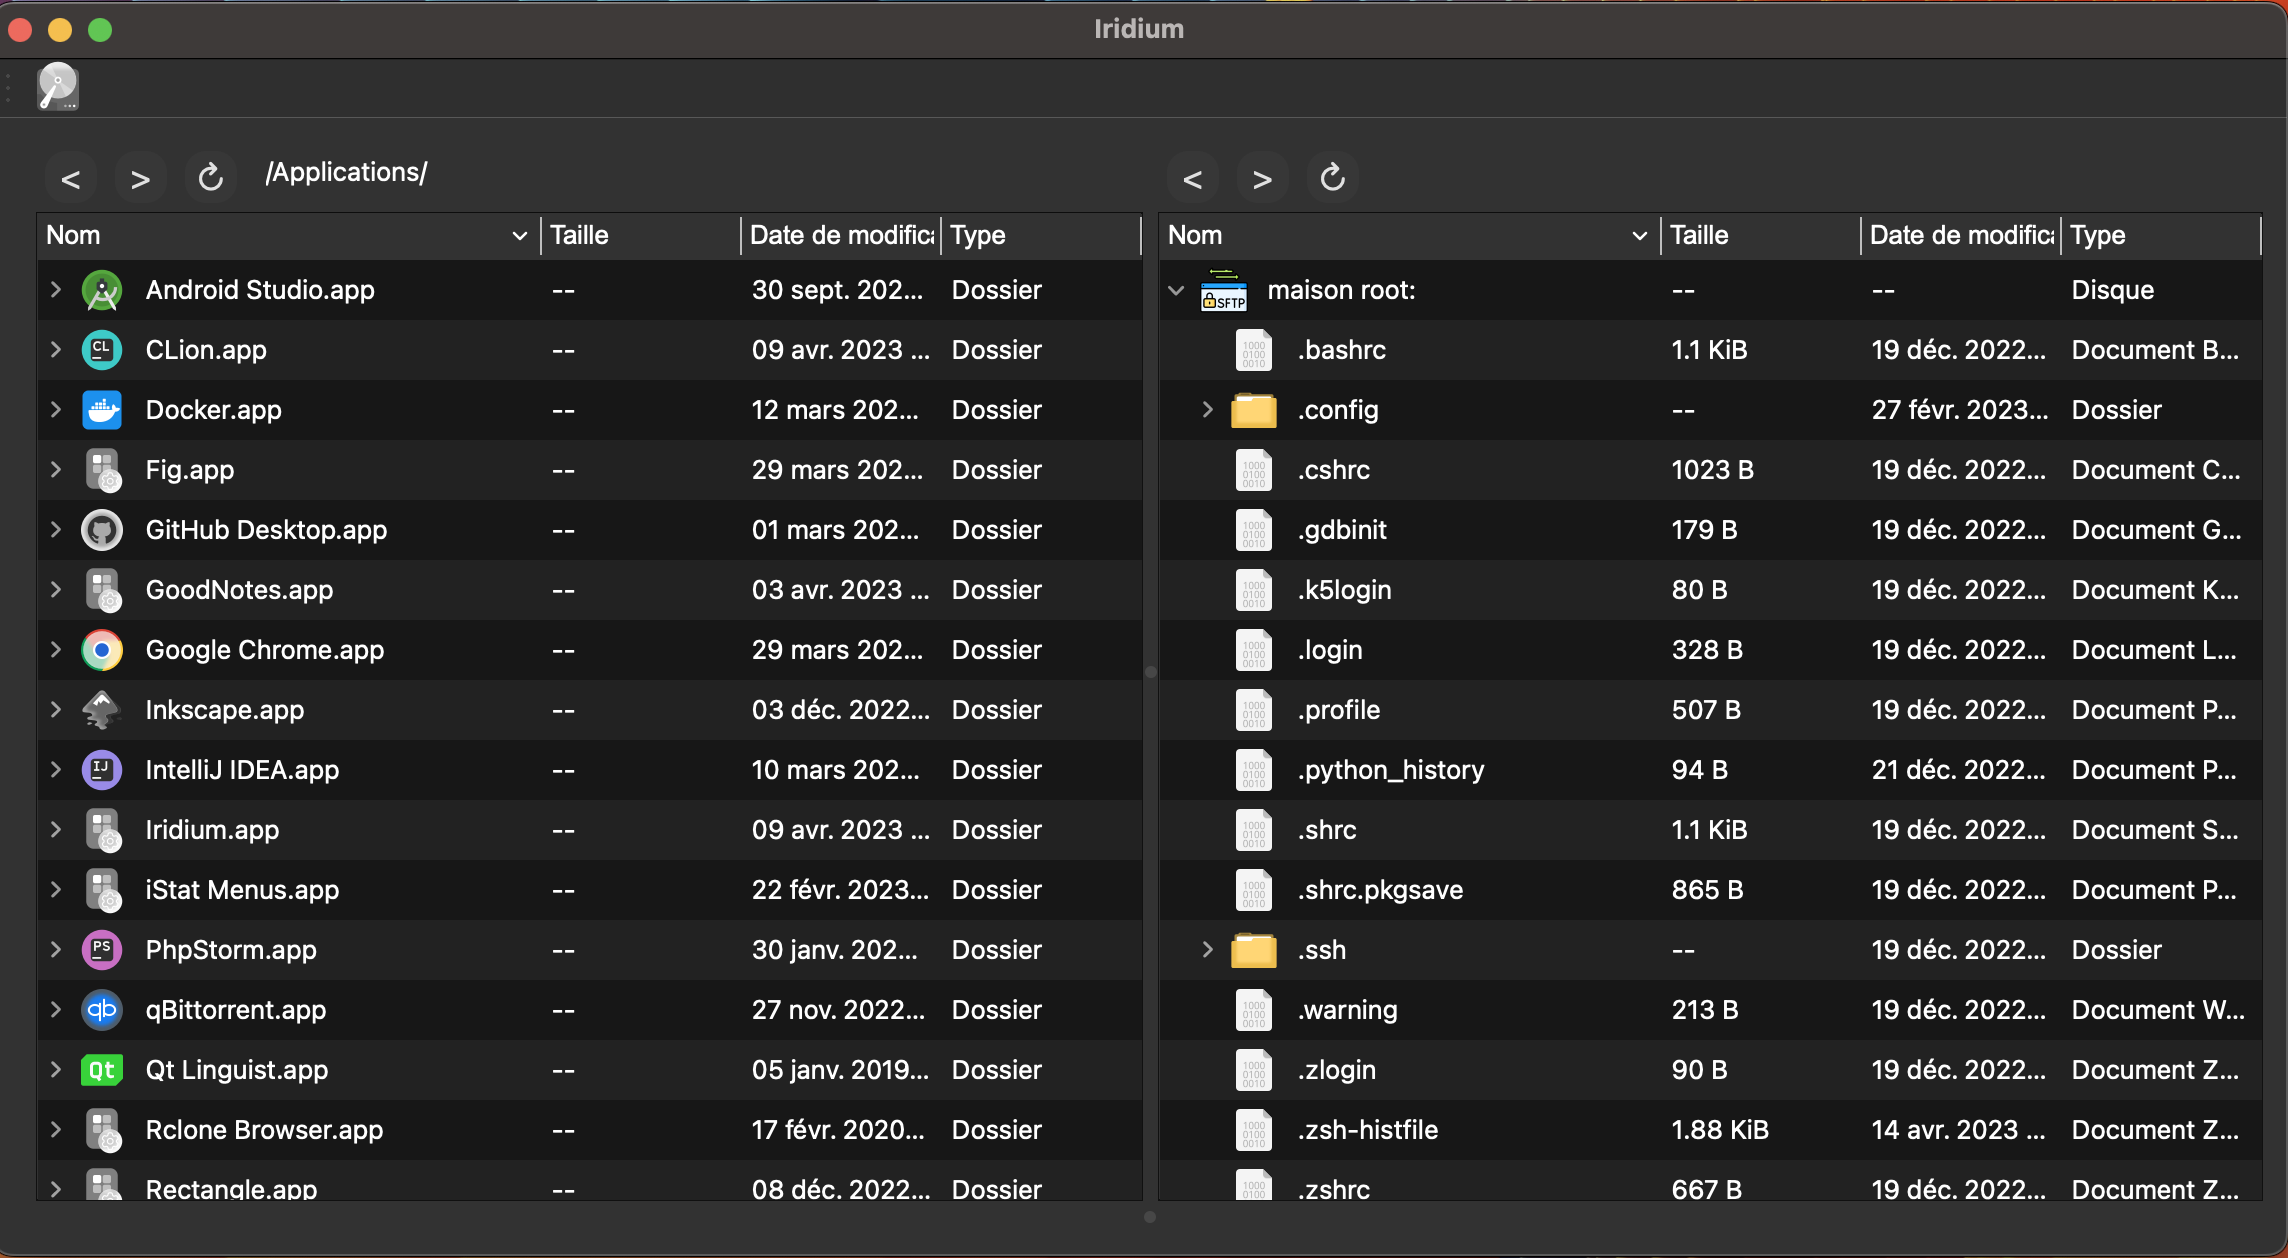 Iridium
< > /Applications/
Nom Taille Date de modifica Type
Android Studio.app -- 30 sept. 202... Dossier
CLion.app -- 09 avr. 2023 ... Dossier
Docker.app -- 12 mars 202... Dossier
Fig.app -- 29 mars 202... Dossier
GitHub Desktop.app -- 01 mars 202... Dossier
GoodNotes.app -- 03 avr. 2023 ... Dossier
Google Chrome.app -- 29 mars 202... Dossier
Inkscape.app -- 03 déc. 2022... Dossier
IntelliJ IDEA.app -- 10 mars 202... Dossier
Iridium.app -- 09 avr. 2023 ... Dossier
iStat Menus.app -- 22 févr. 2023... Dossier
PhpStorm.app -- 30 janv. 202... Dossier
qBittorrent.app -- 27 nov. 2022... Dossier
Qt Linguist.app -- 05 janv. 2019... Dossier
Rclone Browser.app -- 17 févr. 2020... Dossier
Rectangle.app -- 08 déc. 2022... Dossier
< >
Nom Taille Date de modifica Type
SFTP maison root: -- -- Disque
.bashrc 1.1 KiB 19 déc. 2022... Document B...
.config -- 27 févr. 2023... Dossier
.cshrc 1023 B 19 déc. 2022... Document C...
.gdbinit 179 B 19 déc. 2022... Document G...
.k5login 80 B 19 déc. 2022... Document K...
.login 328 B 19 déc. 2022... Document L...
.profile 507 B 19 déc. 2022... Document P...
.python_history 94 B 21 déc. 2022... Document P...
.shrc 1.1 KiB 19 déc. 2022... Document S...
.shrc.pkgsave 865 B 19 déc. 2022... Document P...
.ssh -- 19 déc. 2022... Dossier
.warning 213 B 19 déc. 2022... Document W...
.zlogin 90 B 19 déc. 2022... Document Z...
.zsh-histfile 1.88 KiB 14 avr. 2023 ... Document Z...
.zshrc 667 B 19 déc. 2022... Document Z...